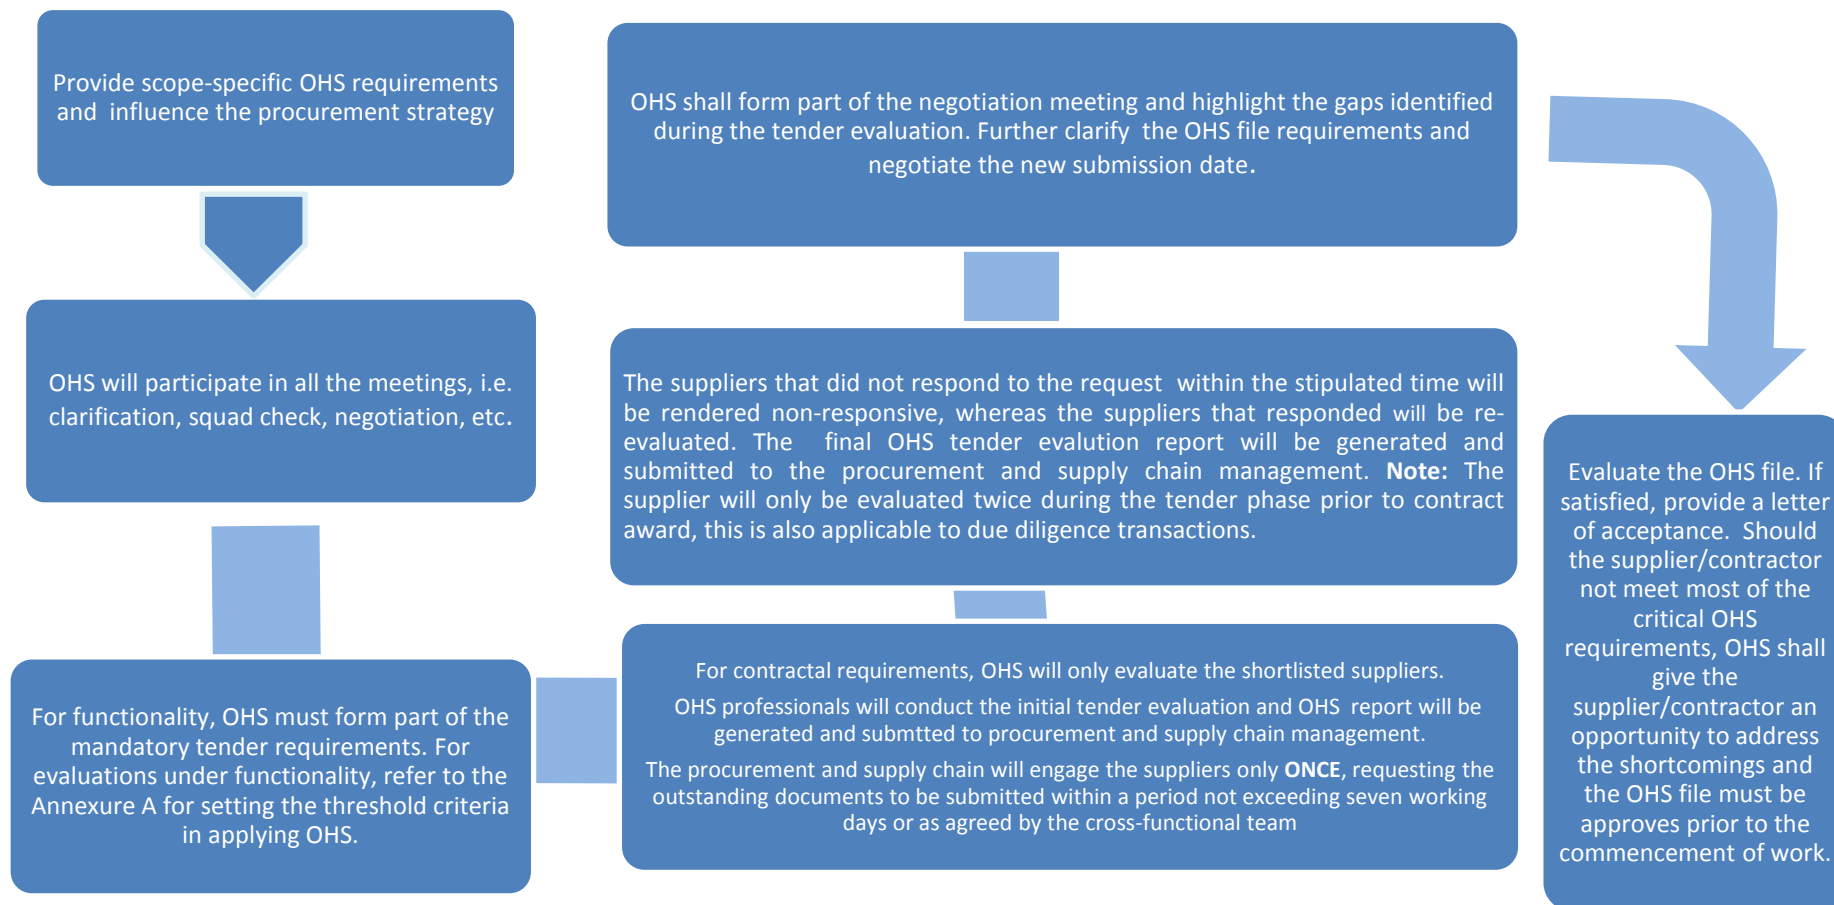 Provide scope-specific OHS requirements
and influence the procurement strategy
OHS will participate in all the meetings, i.e.
clarification, squad check, negotiation, etc.
For functionality, OHS must form part of the
mandatory tender requirements. For
evaluations under functionality, refer to the
Annexure A for setting the threshold criteria
in applying OHS.
For contractal requirements, OHS will only evaluate the shortlisted suppliers.
OHS professionals will conduct the initial tender evaluation and OHS report will be
generated and submtted to procurement and supply chain management.
The procurement and supply chain will engage the suppliers only ONCE, requesting the
outstanding documents to be submitted within a period not exceeding seven working
days or as agreed by the cross-functional team
The suppliers that did not respond to the request within the stipulated time will
be rendered non-responsive, whereas the suppliers that responded will be re-
evaluated. The final OHS tender evalution report will be generated and
submitted to the procurement and supply chain management. Note: The
supplier will only be evaluated twice during the tender phase prior to contract
award, this is also applicable to due diligence transactions.
OHS shall form part of the negotiation meeting and highlight the gaps identified
during the tender evaluation. Further clarify the OHS file requirements and
negotiate the new submission date.
Evaluate the OHS file. If
satisfied, provide a letter
of acceptance. Should
the supplier/contractor
not meet most of the
critical OHS
requirements, OHS shall
give the
supplier/contractor an
opportunity to address
the shortcomings and
the OHS file must be
approves prior to the
commencement of work.